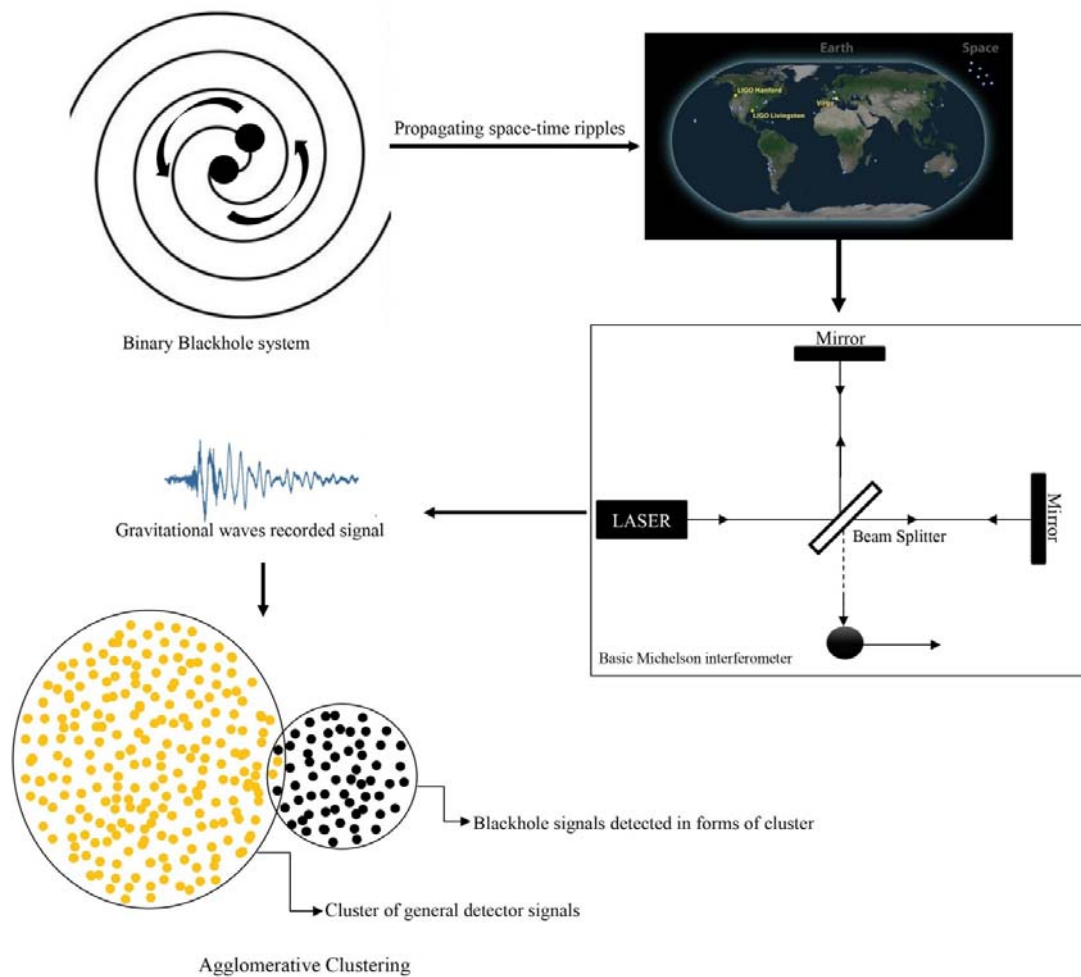 Earth
Space
LIGO Hanford
LIGO Livingston
Virgo
Propagating space-time ripples
Binary Blackhole system
Mirror
Mirror
LASER
Beam Splitter
Basic Michelson interferometer
Gravitational waves recorded signal
Blackhole signals detected in forms of cluster
Cluster of general detector signals
Agglomerative Clustering